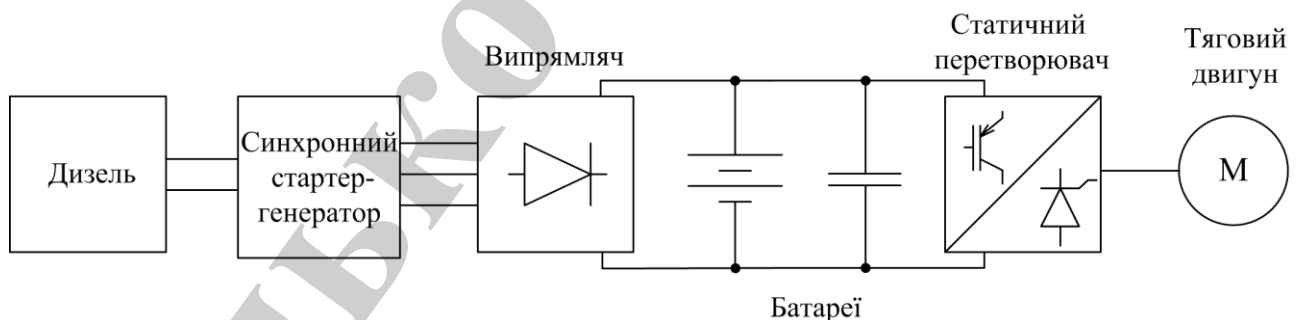 Дизель
Синхронний
стартер-
генератор
Випрямляч
Батареї
Статичний
перетворювач
Тяговий
двигун
М